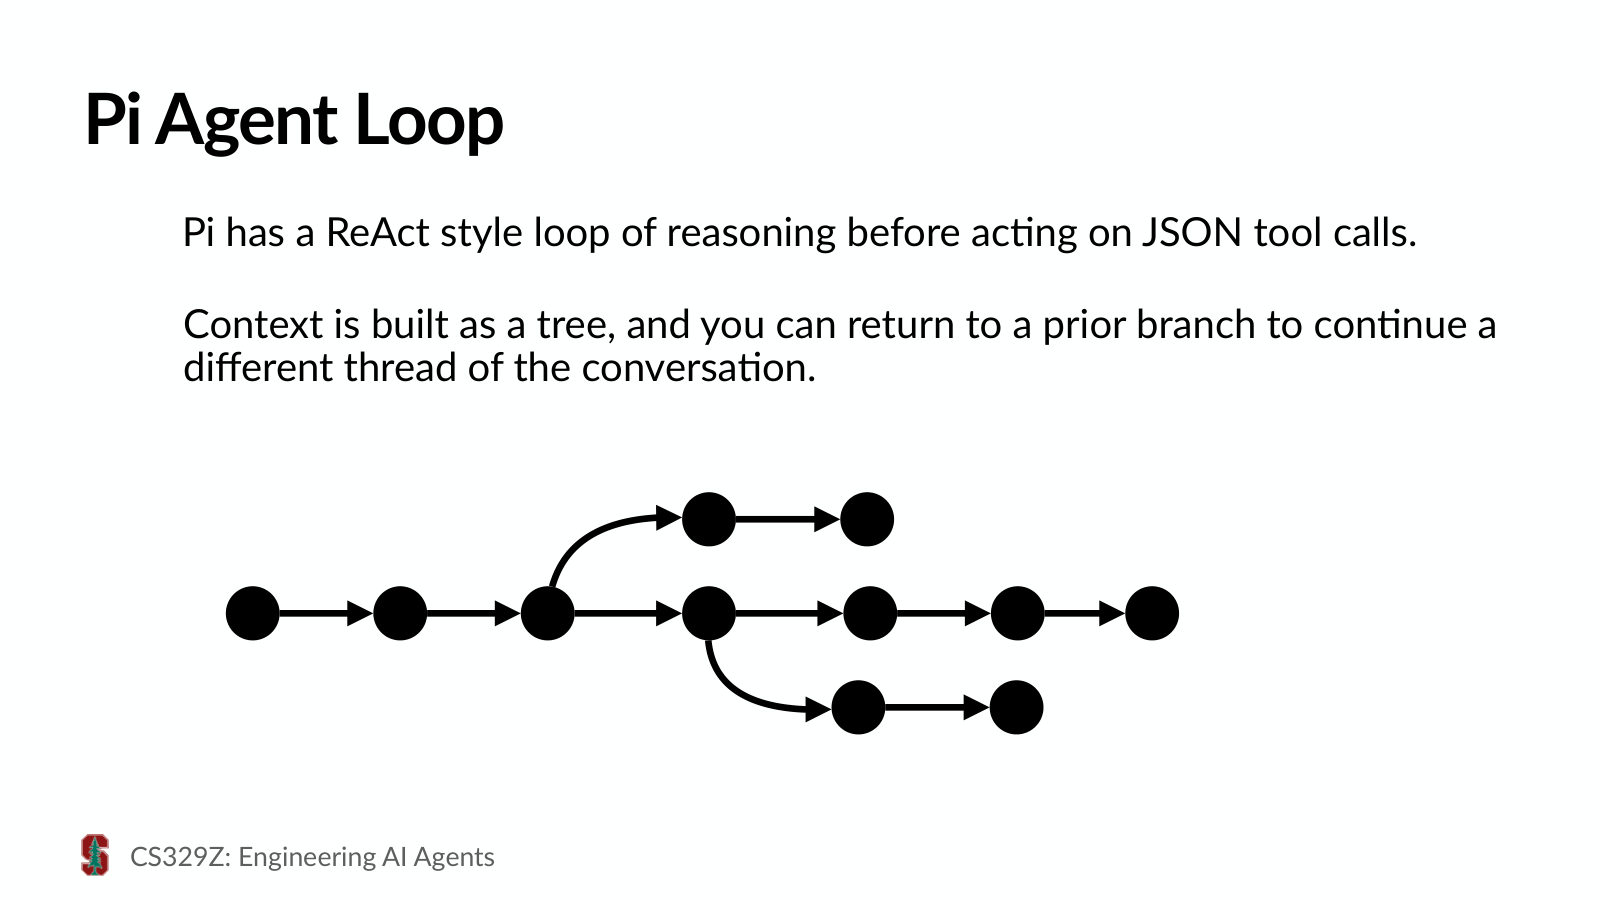 Pi Agent Loop
Pi has a ReAct style loop of reasoning before acting on JSON tool calls.
Context is built as a tree, and you can return to a prior branch to continue a
different thread of the conversation.
CS329Z: Engineering AI Agents